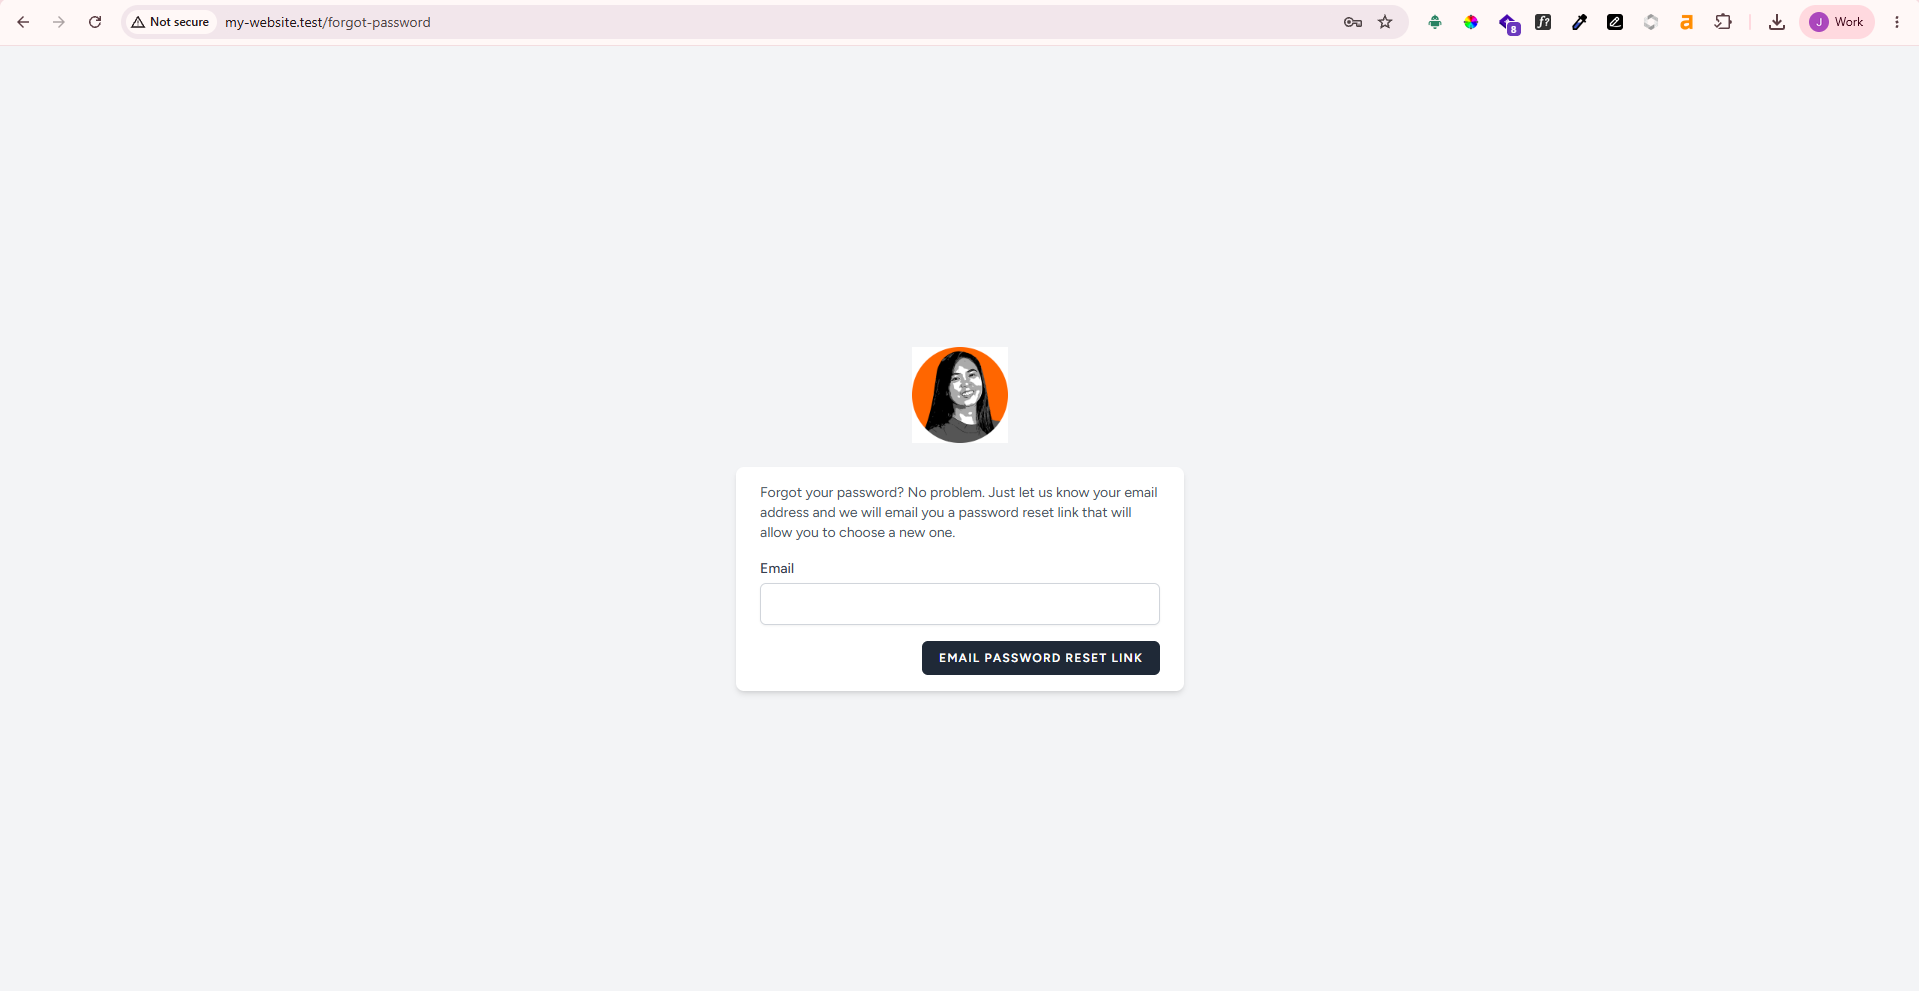 Not secure
my-website.test/forgot-password
8
f?
a
J
Work
Forgot your password? No problem. Just let us know your email
address and we will email you a password reset link that will
allow you to choose a new one.
Email
EMAIL PASSWORD RESET LINK